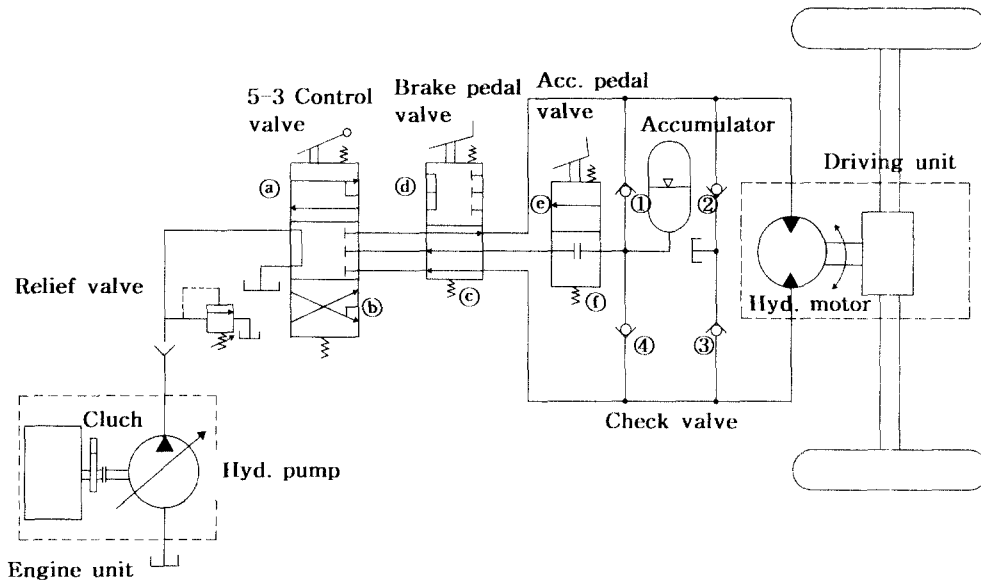 5-3 Control
valve
Brake pedal
valve
Acc. pedal
valve
Accumulator
Driving unit
ⓐ
ⓓ
ⓔ
①
②
Relief valve
ⓑ
ⓒ
ⓕ
Hyd. motor
④
③
Check valve
Cluch
Hyd. pump
Engine unit